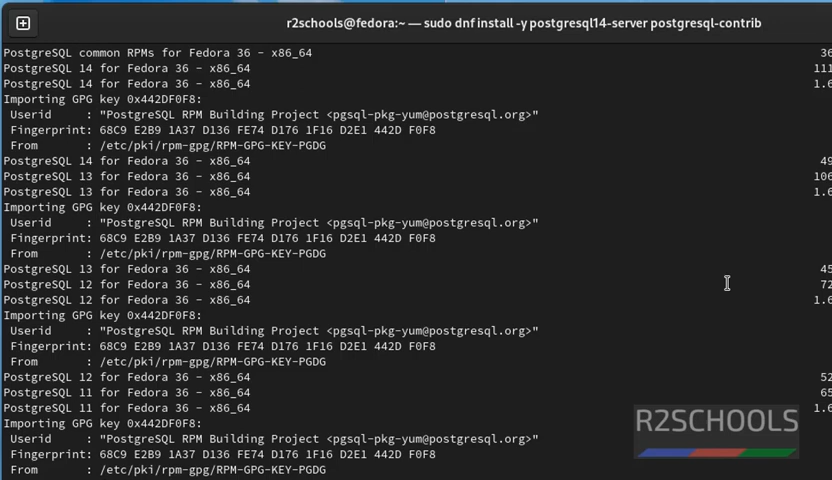 r2schools@fedora:~ — sudo dnf install -y postgresql14-server postgresql-contrib
PostgreSQL common RPMs for Fedora 36 - x86_64 36
PostgreSQL 14 for Fedora 36 - x86_64 111
PostgreSQL 14 for Fedora 36 - x86_64 1.6
Importing GPG key 0x442DF0F8:
Userid : "PostgreSQL RPM Building Project <pgsql-pkg-yum@postgresql.org>"
Fingerprint: 68C9 E2B9 1A37 D136 FE74 D176 1F16 D2E1 442D F0F8
From : /etc/pki/rpm-gpg/RPM-GPG-KEY-PGDG
PostgreSQL 14 for Fedora 36 - x86_64 49
PostgreSQL 13 for Fedora 36 - x86_64 106
PostgreSQL 13 for Fedora 36 - x86_64 1.6
Importing GPG key 0x442DF0F8:
Userid : "PostgreSQL RPM Building Project <pgsql-pkg-yum@postgresql.org>"
Fingerprint: 68C9 E2B9 1A37 D136 FE74 D176 1F16 D2E1 442D F0F8
From : /etc/pki/rpm-gpg/RPM-GPG-KEY-PGDG
PostgreSQL 13 for Fedora 36 - x86_64 45
PostgreSQL 12 for Fedora 36 - x86_64 72
PostgreSQL 12 for Fedora 36 - x86_64 1.6
Importing GPG key 0x442DF0F8:
Userid : "PostgreSQL RPM Building Project <pgsql-pkg-yum@postgresql.org>"
Fingerprint: 68C9 E2B9 1A37 D136 FE74 D176 1F16 D2E1 442D F0F8
From : /etc/pki/rpm-gpg/RPM-GPG-KEY-PGDG
PostgreSQL 12 for Fedora 36 - x86_64 52
PostgreSQL 11 for Fedora 36 - x86_64 65
PostgreSQL 11 for Fedora 36 - x86_64 1.6
Importing GPG key 0x442DF0F8:
Userid : "PostgreSQL RPM Building Project <pgsql-pkg-yum@postgresql.org>"
Fingerprint: 68C9 E2B9 1A37 D136 FE74 D176 1F16 D2E1 442D F0F8
From : /etc/pki/rpm-gpg/RPM-GPG-KEY-PGDG
R2SCHOOLS